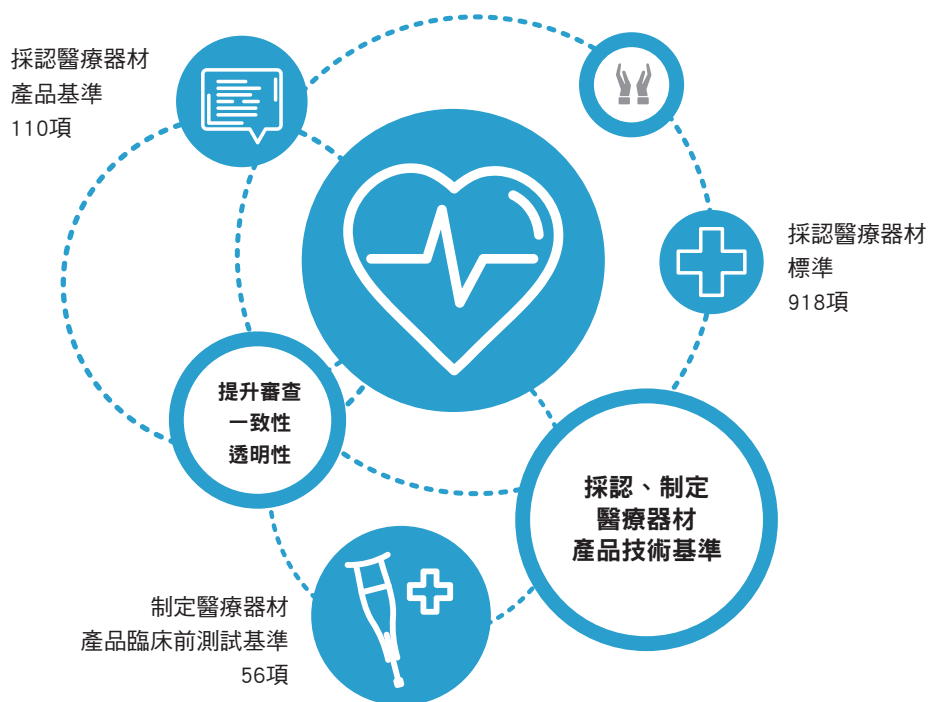 採認醫療器材
產品基準
110項
採認醫療器材
標準
918項
提升審查
一致性
透明性
採認、制定
醫療器材
產品技術基準
制定醫療器材
產品臨床前測試基準
56項